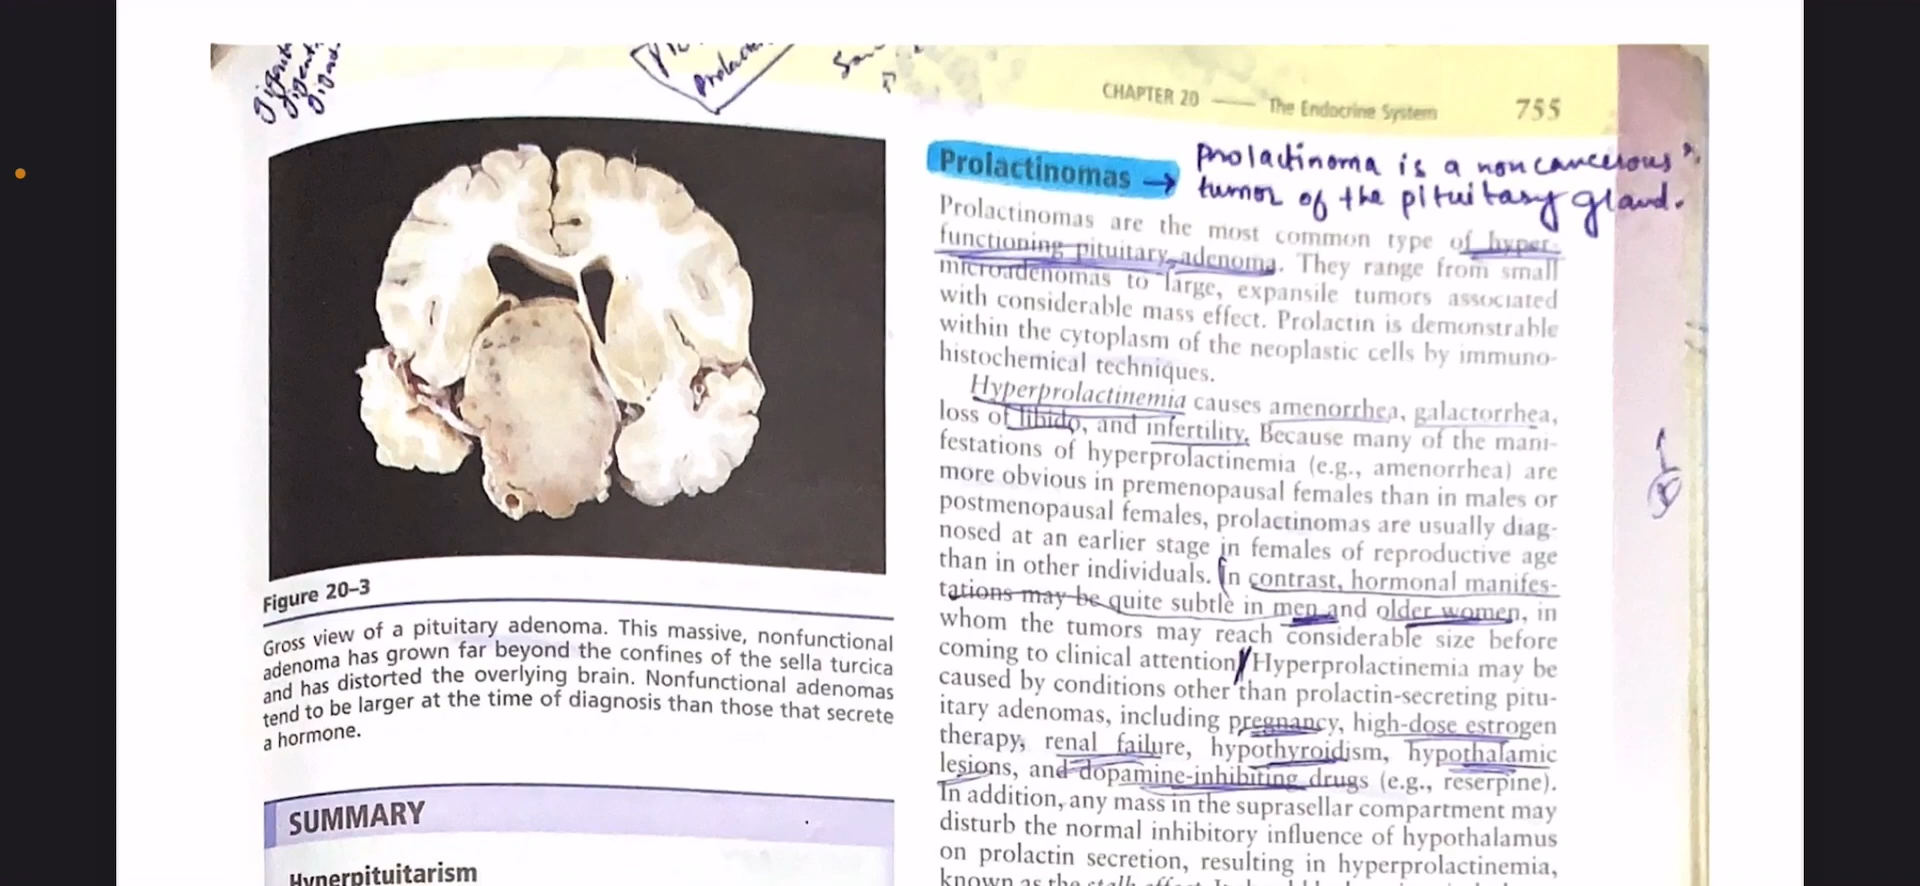 gigant
gigant
gigant
Prolac
CHAPTER 20 —— The Endocrine System 755
Figure 20–3
Gross view of a pituitary adenoma. This massive, nonfunctional
adenoma has grown far beyond the confines of the sella turcica
and has distorted the overlying brain. Nonfunctional adenomas
tend to be larger at the time of diagnosis than those that secrete
a hormone.
SUMMARY
Hyperpituitarism
Prolactinomas → prolactinoma is a noncancerous
tumor of the pituitary gland.
Prolactinomas are the most common type of hyper-
functioning pituitary adenoma. They range from small
microadenomas to large, expansile tumors associated
with considerable mass effect. Prolactin is demonstrable
within the cytoplasm of the neoplastic cells by immuno-
histochemical techniques.
Hyperprolactinemia causes amenorrhea, galactorrhea,
loss of libido, and infertility. Because many of the mani-
festations of hyperprolactinemia (e.g., amenorrhea) are
more obvious in premenopausal females than in males or
postmenopausal females, prolactinomas are usually diag-
nosed at an earlier stage in females of reproductive age
than in other individuals. In contrast, hormonal manifes-
tations may be quite subtle in men and older women, in
whom the tumors may reach considerable size before
coming to clinical attention. Hyperprolactinemia may be
caused by conditions other than prolactin-secreting pitu-
itary adenomas, including pregnancy, high-dose estrogen
therapy, renal failure, hypothyroidism, hypothalamic
lesions, and dopamine-inhibiting drugs (e.g., reserpine).
In addition, any mass in the suprasellar compartment may
disturb the normal inhibitory influence of hypothalamus
on prolactin secretion, resulting in hyperprolactinemia,
known as the stalk effect.